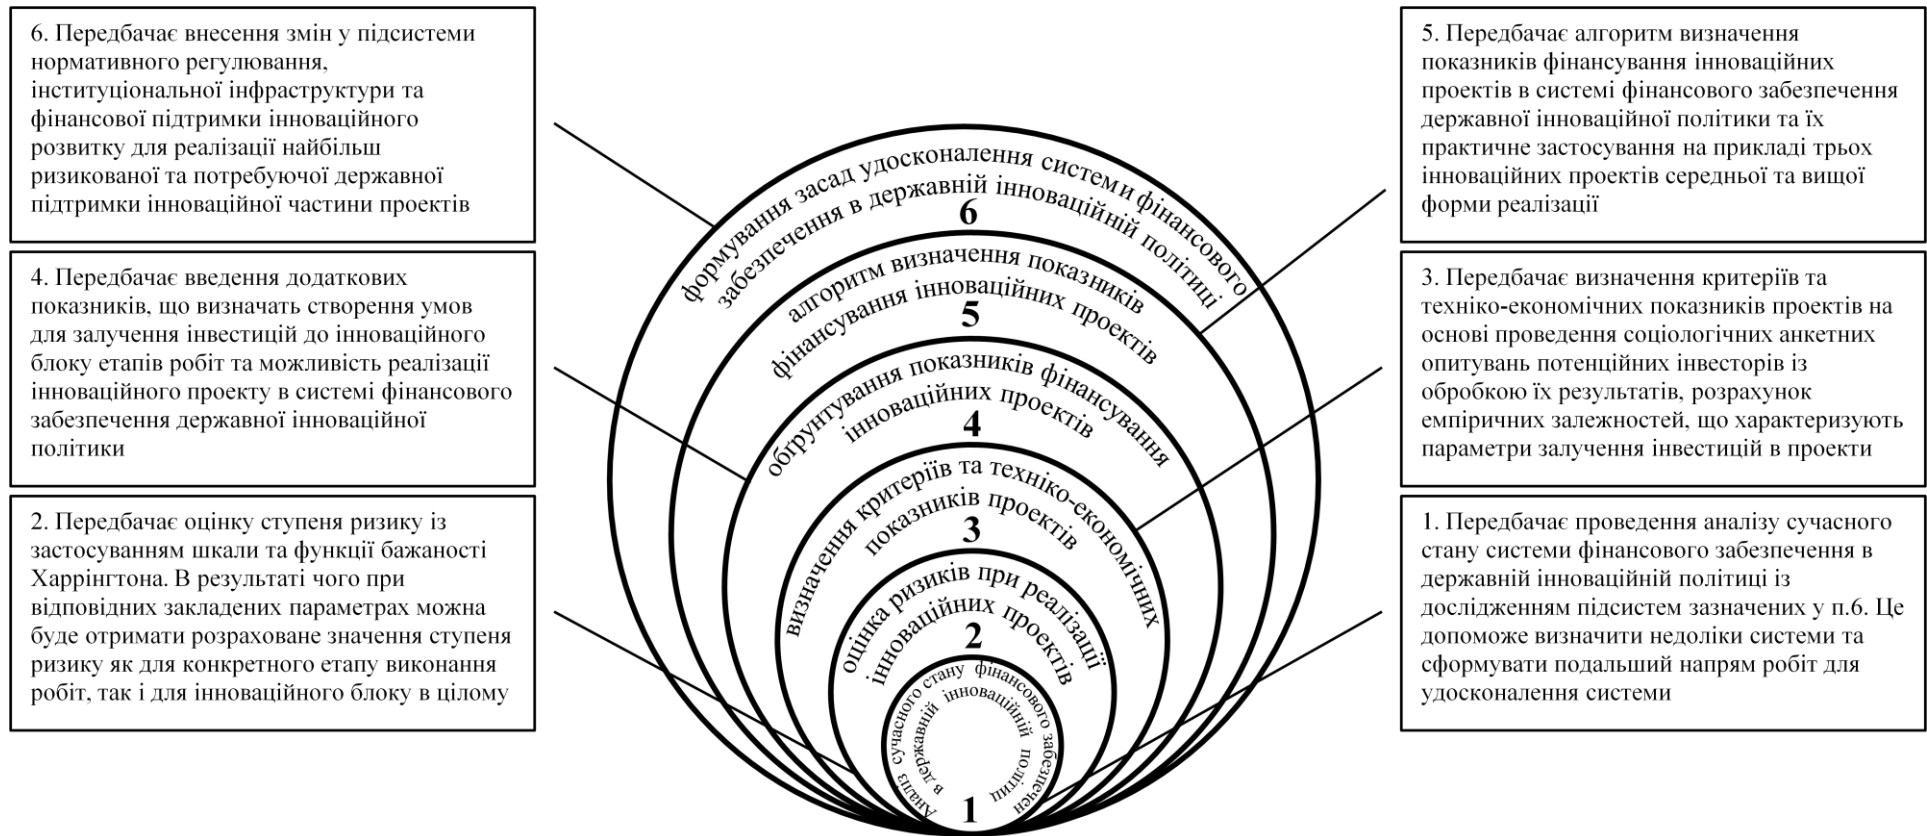 6. Передбачає внесення змін у підсистеми
нормативного регулювання,
інституціональної інфраструктури та
фінансової підтримки інноваційного
розвитку для реалізації найбільш
ризикованої та потребуючої державної
підтримки інноваційної частини проектів
4. Передбачає введення додаткових
показників, що визначать створення умов
для залучення інвестицій до інноваційного
блоку етапів робіт та можливість реалізації
інноваційного проекту в системі фінансового
забезпечення державної інноваційної
політики
2. Передбачає оцінку ступеня ризику із
застосуванням шкали та функції бажаності
Харрінгтона. В результаті чого при
відповідних закладених параметрах можна
буде отримати розраховане значення ступеня
ризику як для конкретного етапу виконання
робіт, так і для інноваційного блоку в цілому
формування засад удосконалення системи фінансового
забезпечення в державній інноваційній політиці
6
алгоритм визначення показників
фінансування інноваційних проектів
5
обґрунтування показників фінансування
інноваційних проектів
4
визначення критеріїв та техніко-економічних
показників проектів
3
оцінка ризиків при реалізації
інноваційних проектів
2
Аналіз сучасного стану фінансового забезпечен
в державній інноваційній політиц
1
5. Передбачає алгоритм визначення
показників фінансування інноваційних
проектів в системі фінансового забезпечення
державної інноваційної політики та їх
практичне застосування на прикладі трьох
інноваційних проектів середньої та вищої
форми реалізації
3. Передбачає визначення критеріїв та
техніко-економічних показників проектів на
основі проведення соціологічних анкетних
опитувань потенційних інвесторів із
обробкою їх результатів, розрахунок
емпіричних залежностей, що характеризують
параметри залучення інвестицій в проекти
1. Передбачає проведення аналізу сучасного
стану системи фінансового забезпечення в
державній інноваційній політиці із
дослідженням підсистем зазначених у п.6. Це
допоможе визначити недоліки системи та
сформувати подальший напрям робіт для
удосконалення системи